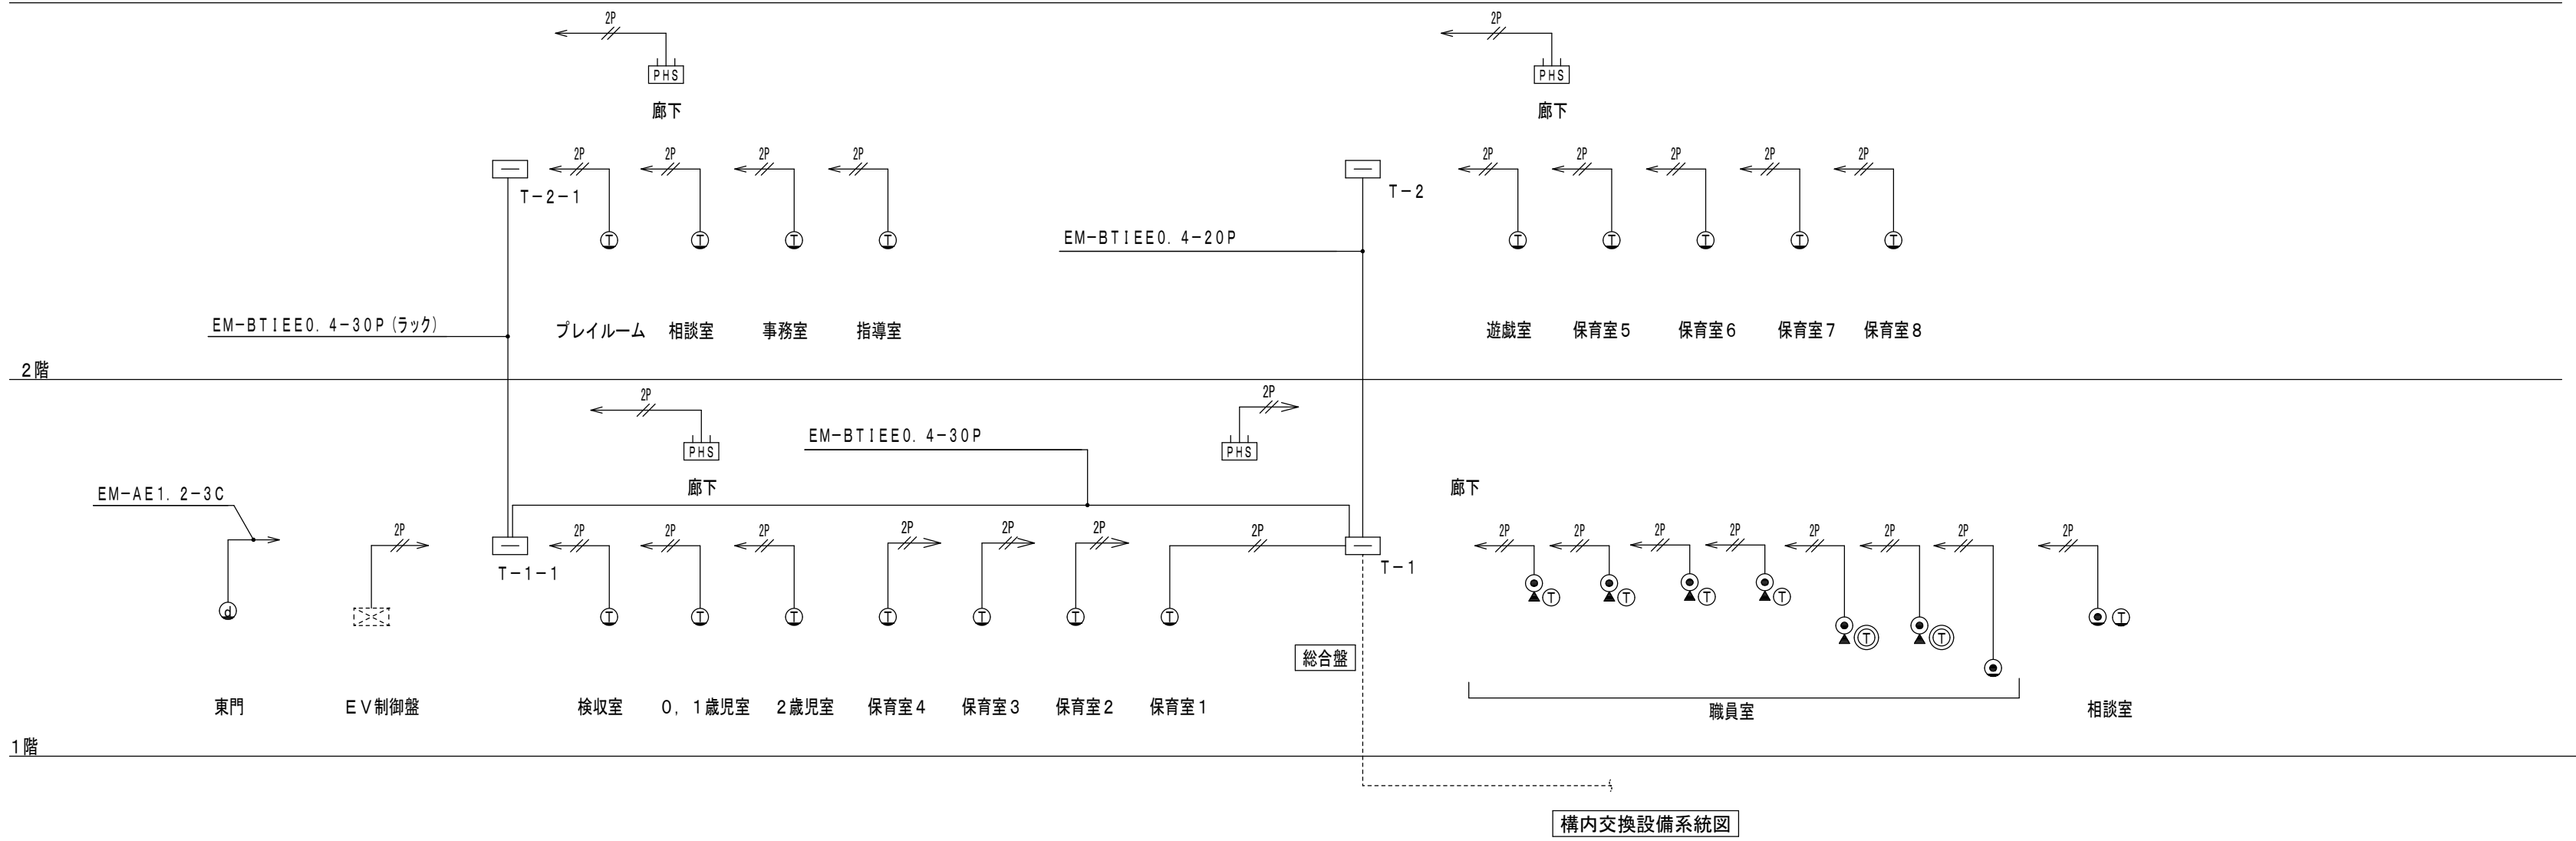 2P 2P
PHS PHS
廊下 廊下
2P 2P 2P 2P 2P 2P 2P 2P 2P
T-2-1 T-2
T T T T T T T T T
EM-BTIEE0.4-20P
EM-BTIEE0.4-30P(ラック)
プレイルーム 相談室 事務室 指導室 遊戯室 保育室5 保育室6 保育室7 保育室8
2階
2P 2P
EM-BTIEE0.4-30P
PHS PHS
廊下 廊下
EM-AE1.2-3C
2P 2P 2P 2P 2P 2P 2P 2P 2P 2P 2P 2P 2P 2P 2P 2P
T-1-1 T-1
T T T T
d T T T T T T T T
T T
総合盤
東門 EV制御盤 検収室 0,1歳児室 2歳児室 保育室4 保育室3 保育室2 保育室1 職員室 相談室
1階
構内交換設備系統図